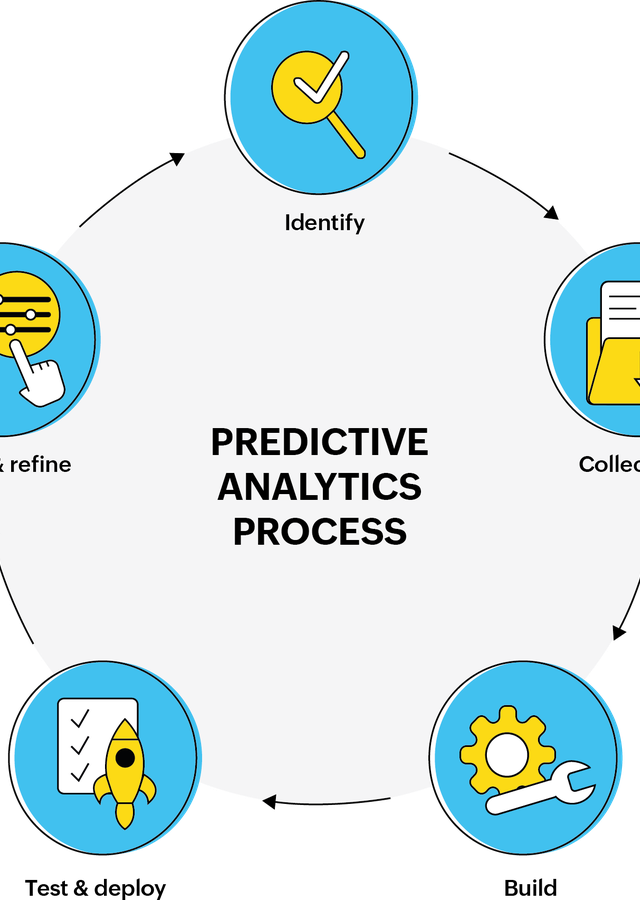 Identify
& refine
Collec
PREDICTIVE
ANALYTICS
PROCESS
Test & deploy
Build